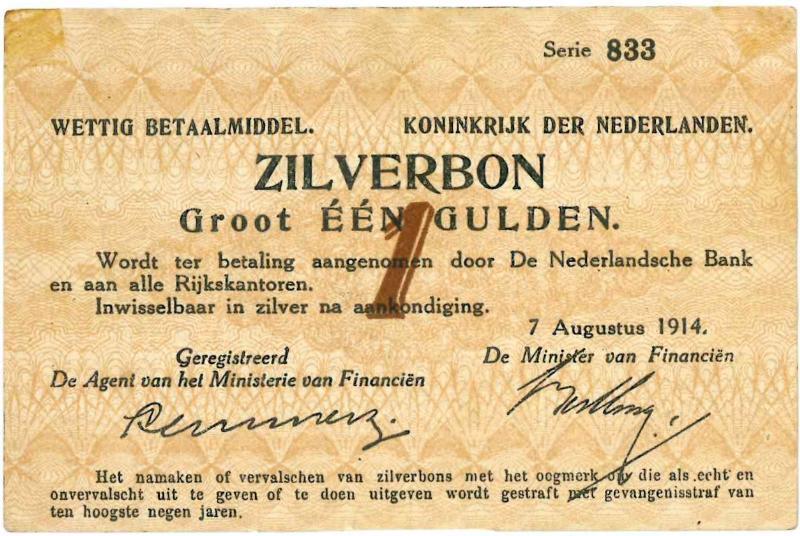 Serie 833
WETTIG BETAALMIDDEL. KONINKRIJK DER NEDERLANDEN.
ZILVERBON
Groot ÉÉN GULDEN.
1
Wordt ter betaling aangenomen door De Nederlandsche Bank
en aan alle Rijkskantoren.
Inwisselbaar in zilver na aankondiging.
7 Augustus 1914.
Geregistreerd
De Agent van het Ministerie van Financiën
De Minister van Financiën
Het namaken of vervalschen van zilverbons met het oogmerk om die als echt en
onvervalscht uit te geven of te doen uitgeven wordt gestraft met gevangenisstraf van
ten hoogste negen jaren.